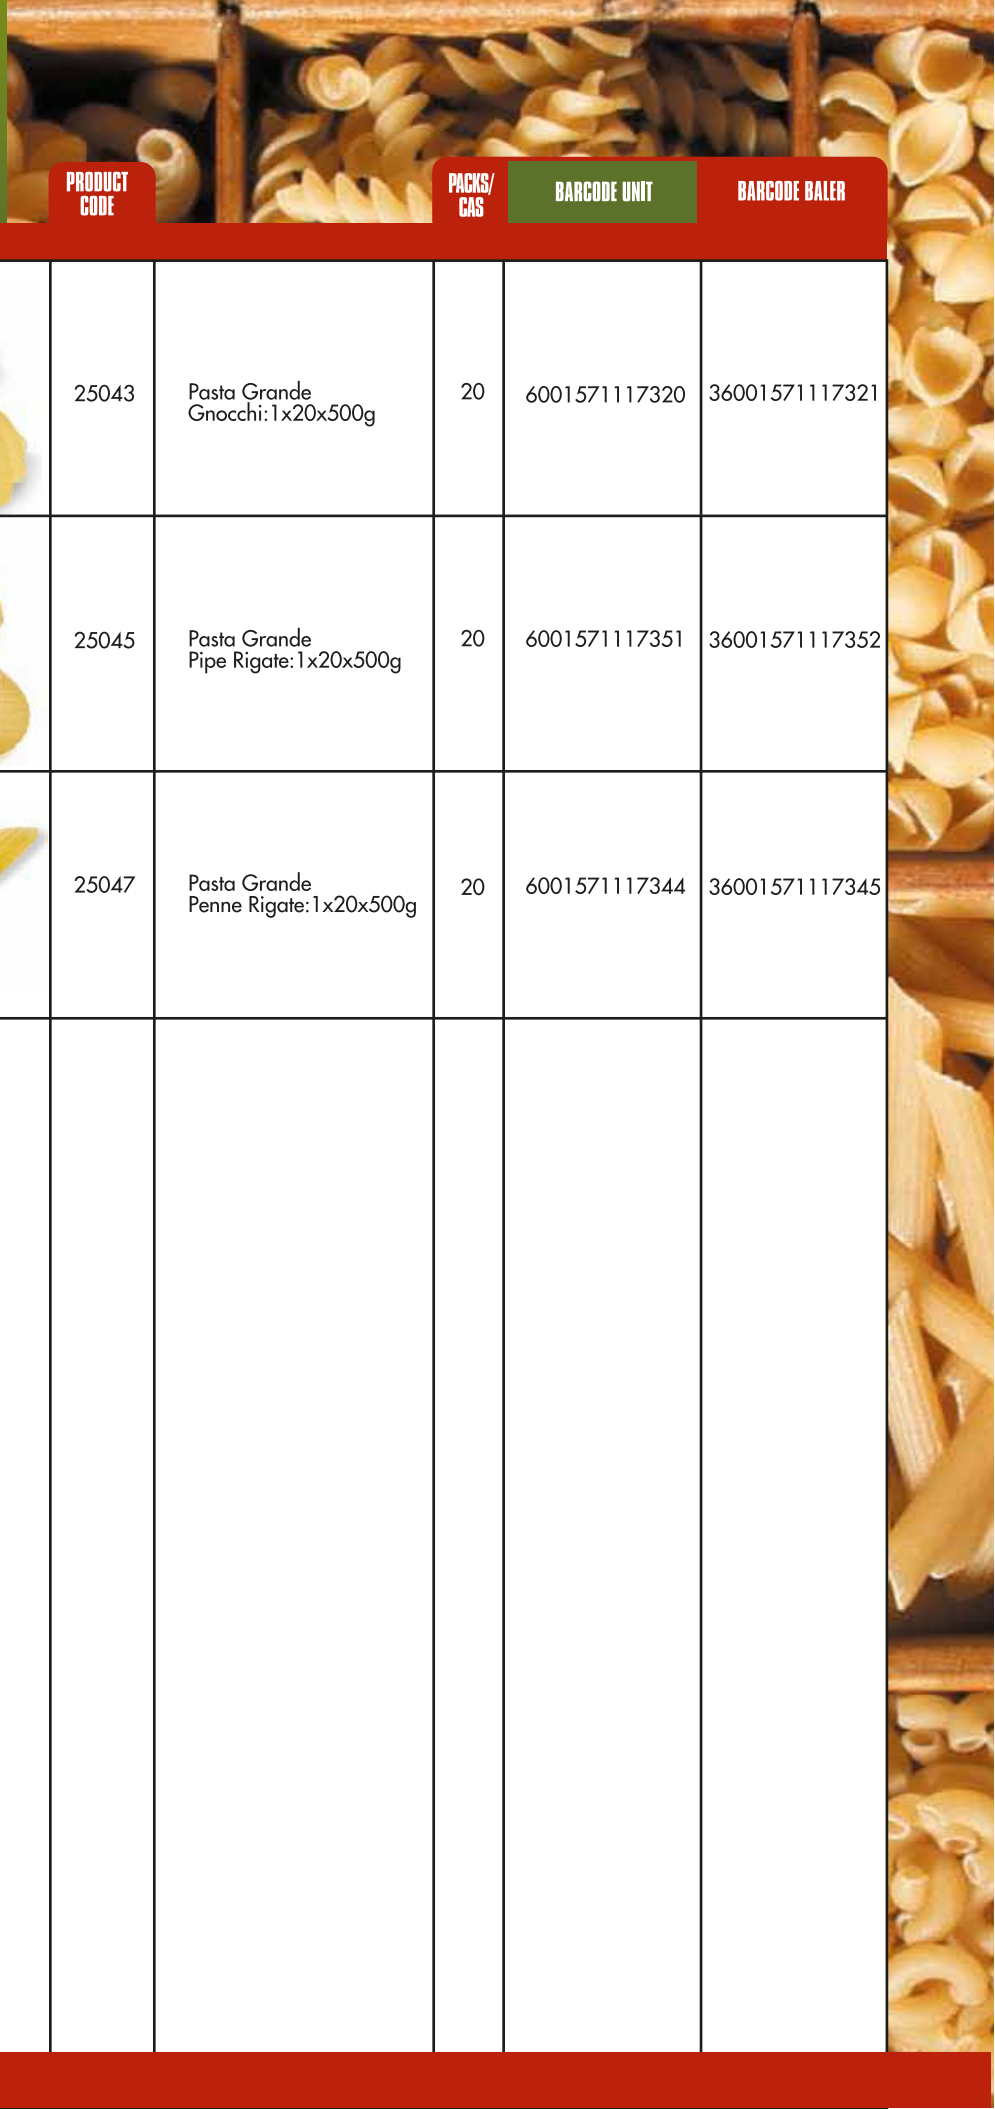 PRODUCT
CODE
PACKS/
CAS
BARCODE UNIT
BARCODE BALER
25043
Pasta Grande
Gnocchi:1x20x500g
20
6001571117320
36001571117321
25045
Pasta Grande
Pipe Rigate:1x20x500g
20
6001571117351
36001571117352
25047
Pasta Grande
Penne Rigate:1x20x500g
20
6001571117344
36001571117345